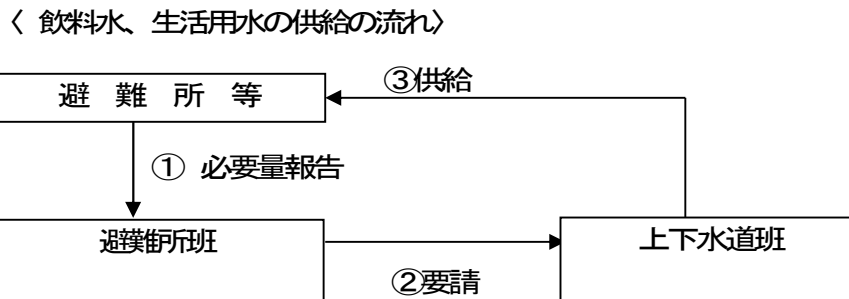 〈 飲料水、生活用水の供給の流れ〉
③供給
避 難 所 等
① 必要量報告
避難所班
上下水道班
②要請